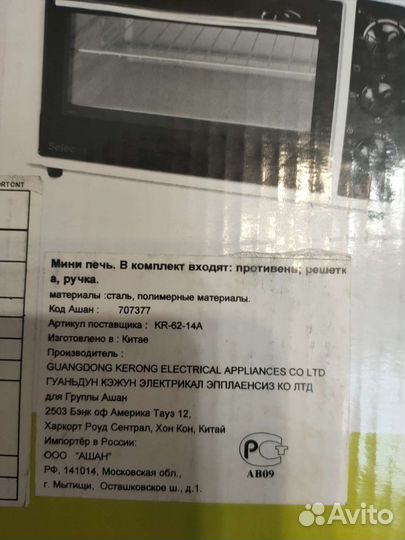 Selec
ORTCNT
Мини печь. В комплект входят: противень, решетк
а, ручка.
материалы :сталь, полимерные материалы.
Код Ашан : 707377
Артикул поставщика : KR-62-14A
Изготовлено в : Китае
Производитель :
GUANGDONG KERONG ELECTRICAL APPLIANCES CO LTD
ГУАНЬДУН КЭЖУН ЭЛЕКТРИКАЛ ЭППЛАЕНСИЗ КО ЛТД
для Группы Ашан
2503 Бэнк оф Америка Тауэ 12,
Харкорт Роуд Сентрал, Хон Кон, Китай
Импортёр в России:
ООО "АШАН"
РФ, 141014, Московская обл.,
г. Мытищи, Осташковское ш., д.1.
АВ09
Avito